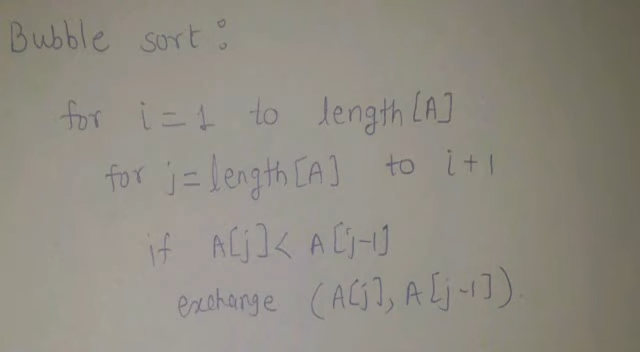 Bubble sort :
for i = 1 to length [A]
for j = length [A] to i + 1
if A[j] < A[j-1]
exchange (A[j], A[j-1]).